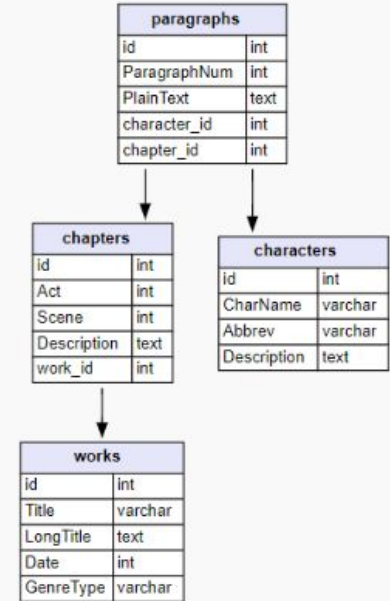 paragraphs
id int
ParagraphNum int
PlainText text
character_id int
chapter_id int
chapters
id int
Act int
Scene int
Description text
work_id int
characters
id int
CharName varchar
Abbrev varchar
Description text
works
id int
Title varchar
LongTitle text
Date int
GenreType varchar